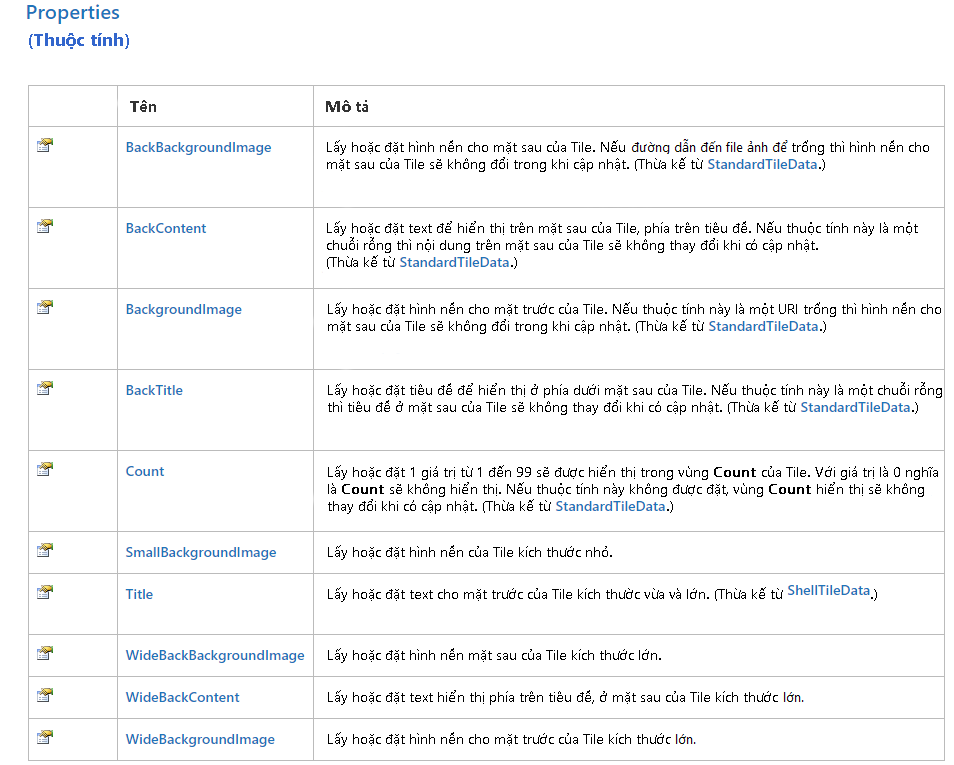 Properties
(Thuộc tính)
Tên
Mô tả
BackBackgroundImage
Lấy hoặc đặt hình nền cho mặt sau của Tile. Nếu đường dẫn đến file ảnh để trống thì hình nền cho
mặt sau của Tile sẽ không đổi trong khi cập nhật. (Thừa kế từ StandardTileData.)
BackContent
Lấy hoặc đặt text để hiển thị trên mặt sau của Tile, phía trên tiêu đề. Nếu thuộc tính này là một
chuỗi rỗng thì nội dung trên mặt sau của Tile sẽ không thay đổi khi có cập nhật.
(Thừa kế từ StandardTileData.)
BackgroundImage
Lấy hoặc đặt hình nền cho mặt trước của Tile. Nếu thuộc tính này là một URI trống thì hình nền cho
mặt sau của Tile sẽ không đổi trong khi cập nhật. (Thừa kế từ StandardTileData.)
BackTitle
Lấy hoặc đặt tiêu đề để hiển thị ở phía dưới mặt sau của Tile. Nếu thuộc tính này là một chuỗi rỗng
thì tiêu đề ở mặt sau của Tile sẽ không thay đổi khi có cập nhật. (Thừa kế từ StandardTileData.)
Count
Lấy hoặc đặt 1 giá trị từ 1 đến 99 sẽ được hiển thị trong vùng Count của Tile. Với giá trị là 0 nghĩa
là Count sẽ không hiển thị. Nếu thuộc tính này không được đặt, vùng Count hiển thị sẽ không
thay đổi khi có cập nhật. (Thừa kế từ StandardTileData.)
SmallBackgroundImage
Lấy hoặc đặt hình nền của Tile kích thước nhỏ.
Title
Lấy hoặc đặt text cho mặt trước của Tile kích thước vừa và lớn. (Thừa kế từ ShellTileData.)
WideBackBackgroundImage
Lấy hoặc đặt hình nền mặt sau của Tile kích thước lớn.
WideBackContent
Lấy hoặc đặt text hiển thị phía trên tiêu đề, ở mặt sau của Tile kích thước lớn.
WideBackgroundImage
Lấy hoặc đặt hình nền cho mặt trước của Tile kích thước lớn.